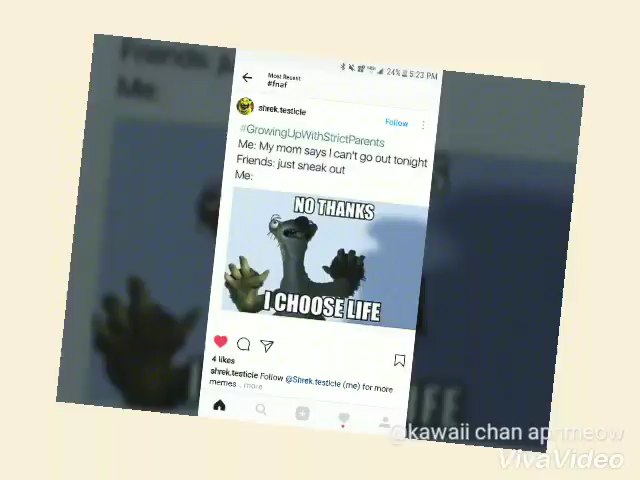 24% 5:23 PM
Most Recent
#fnaf
shrek.testicle
Follow
#GrowingUpWithStrictParents
Me: My mom says I can't go out tonight
Friends: just sneak out
Me:
NO THANKS
I CHOOSE LIFE
4 likes
shrek.testicle Follow @Shrek.testicle (me) for more
memes... more
@kawaii chan aphmeow
VivaVideo